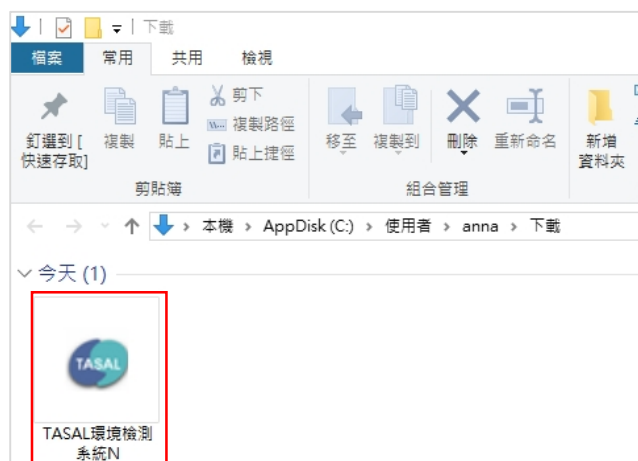 下載
檔案 常用 共用 檢視
釘選到 [
快速存取]
複製
貼上
剪下
複製路徑
貼上捷徑
移至
複製到
刪除
重新命名
新增
資料夾
剪貼簿
組合管理
本機 > AppDisk (C:) > 使用者 > anna > 下載
今天 (1)
TASAL
TASAL環境檢測
系統N